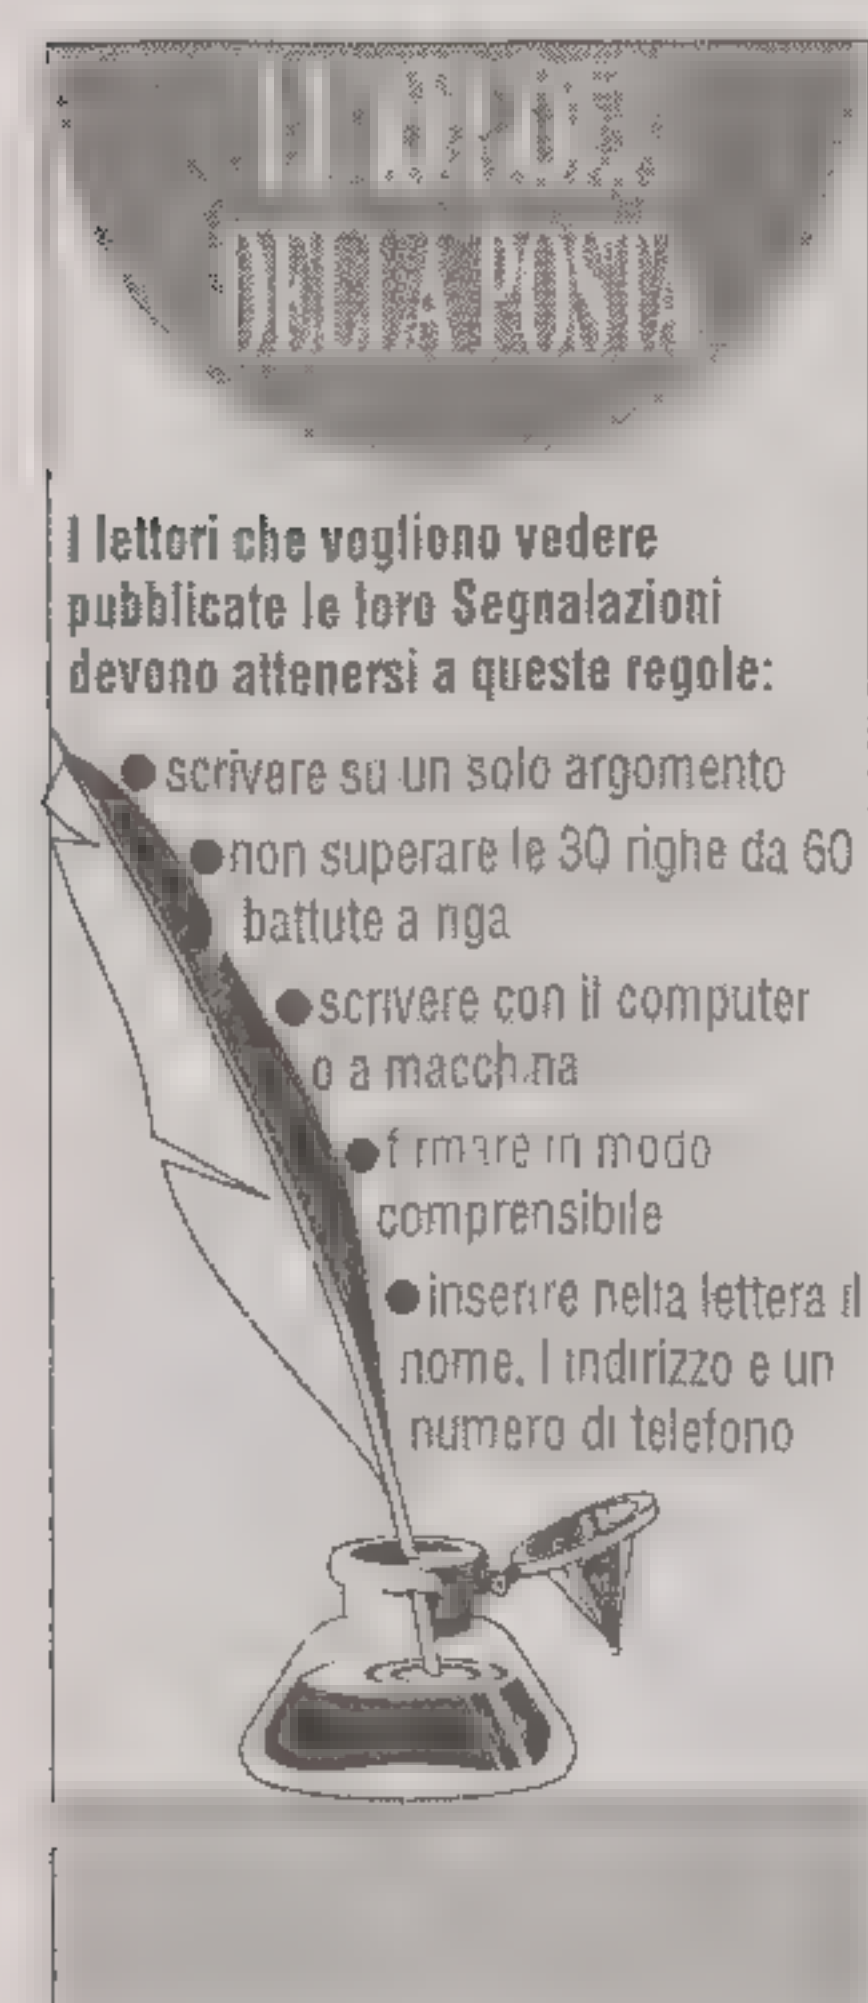 DELLA POSTA
I lettori che vogliono vedere
pubblicate le loro Segnalazioni
devono attenersi a queste regole:
● scrivere su un solo argomento
● non superare le 30 righe da 60
battute a riga
● scrivere con il computer
o a macchina
● firmare in modo
comprensibile
● inserire nella lettera il
nome, l'indirizzo e un
numero di telefono